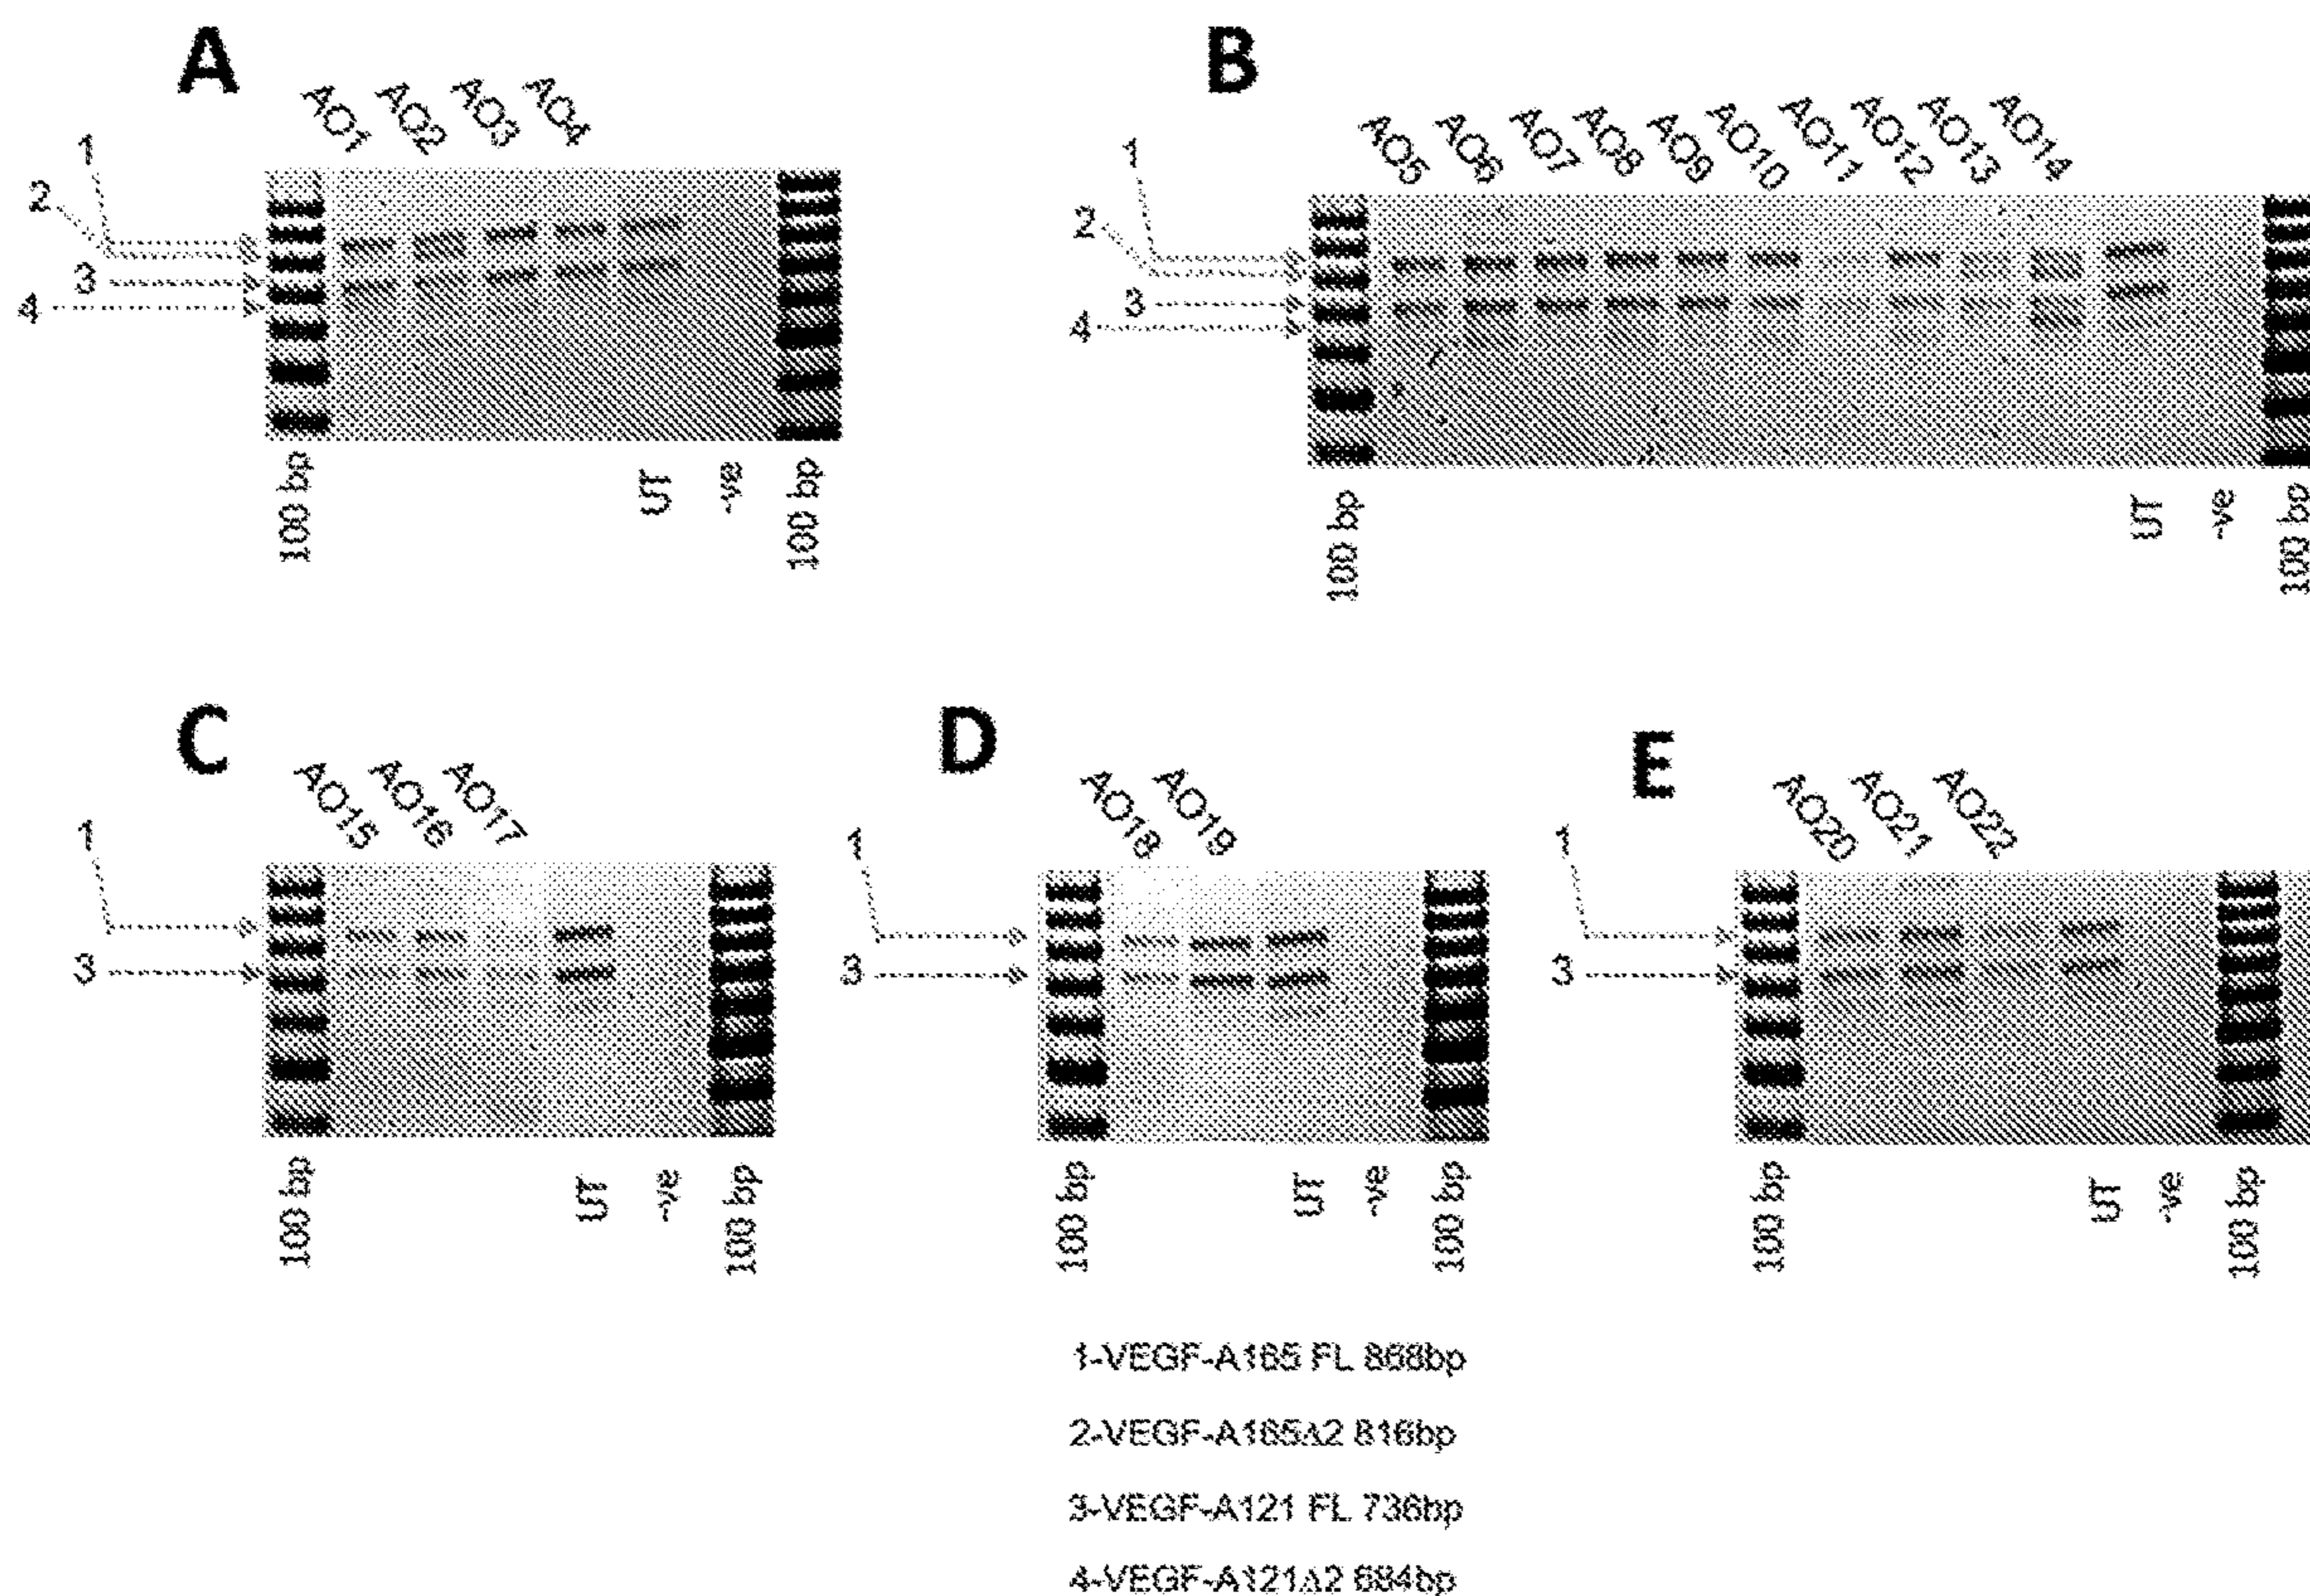 A
AO1 AO2 AO3 AO4
1
2
3
4
100 bp UT -ve 100 bp
B
AO5 AO6 AO7 AO8 AO9 AO10 AO11 AO12 AO13 AO14
1
2
3
4
100 bp UT -ve 100 bp
C
AO15 AO16 AO17
1
3
100 bp UT -ve 100 bp
D
AO18 AO19
1
3
100 bp UT -ve 100 bp
E
AO20 AO21 AO22
1
3
100 bp UT -ve 100 bp
1-VEGF-A165 FL 868bp
2-VEGF-A165Δ2 816bp
3-VEGF-A121 FL 736bp
4-VEGF-A121Δ2 684bp